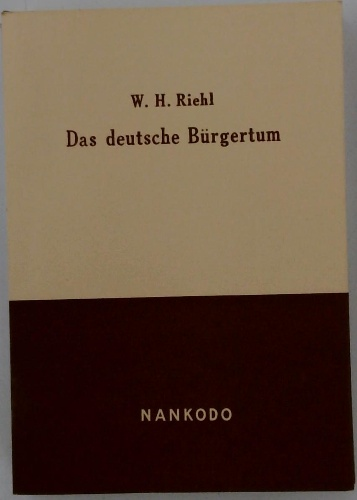 W. H. Riehl
Das deutsche Bürgertum
NANKODO